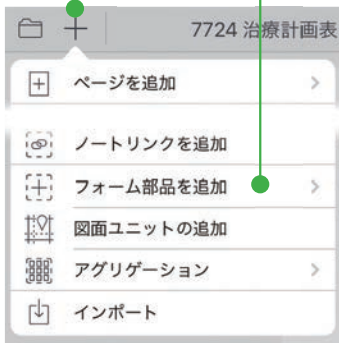 7724 治療計画表
ページを追加
ノートリンクを追加
フォーム部品を追加
図面ユニットの追加
アグリゲーション
インポート